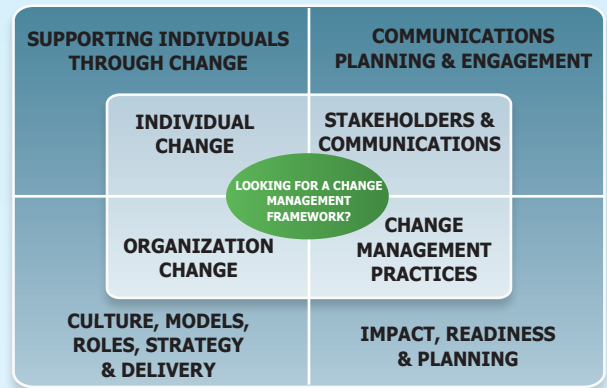 SUPPORTING INDIVIDUALS
THROUGH CHANGE
COMMUNICATIONS
PLANNING & ENGAGEMENT
INDIVIDUAL
CHANGE
STAKEHOLDERS &
COMMUNICATIONS
LOOKING FOR A CHANGE
MANAGEMENT
FRAMEWORK?
ORGANIZATION
CHANGE
CHANGE
MANAGEMENT
PRACTICES
CULTURE, MODELS,
ROLES, STRATEGY
& DELIVERY
IMPACT, READINESS
& PLANNING